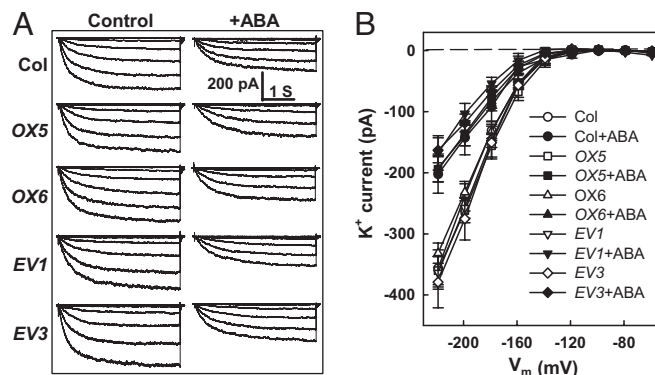 A
Control
+ABA
Col
200 pA
1 S
OX5
OX6
EV1
EV3
B
K+ current (pA)
0
-100
-200
-300
-400
-200
-160
-120
-80
Vm (mV)
Col
Col+ABA
OX5
OX5+ABA
OX6
OX6+ABA
EV1
EV1+ABA
EV3
EV3+ABA